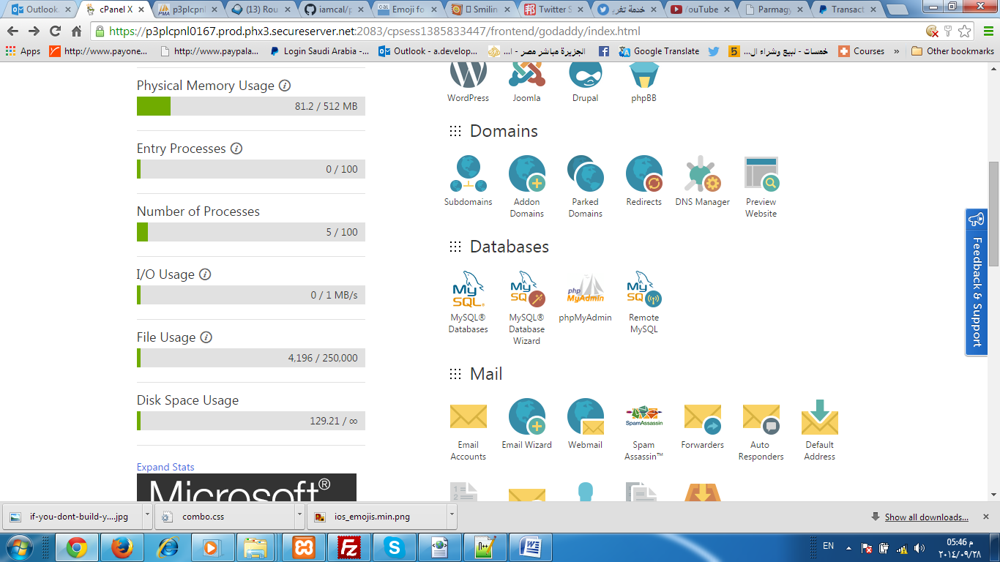 Outlook.
cPanel X
p3plcpnl
(13) Rou
iamcal/p
Emoji fo
Smilin
Twitter S
خدمة تغري
/ouTube
Parmagy
Transact
https://p3plcpnl0167.prod.phx3.secureserver.net:2083/cpsess1385833447/frontend/godaddy/index.html
Apps
http://www.payone...
http://www.paypala...
Login Saudi Arabia -...
Outlook - a.develop...
الجزيرة مباشر مصر - ا...
Google Translate
خمسات - لبيع وشراء ال...
Courses
»
Other bookmarks
Physical Memory Usage
81.2 / 512 MB
Entry Processes
0 / 100
Number of Processes
5 / 100
I/O Usage
0 / 1 MB/s
File Usage
4,196 / 250,000
Disk Space Usage
129.21 / ∞
Expand Stats
Microsoft®
WordPress
Joomla
Drupal
phpBB
Domains
Subdomains
Addon
Domains
Parked
Domains
Redirects
DNS Manager
Preview
Website
Databases
MySQL®
Databases
MySQL®
Database
Wizard
phpMyAdmin
Remote
MySQL
Mail
Email
Accounts
Email Wizard
Webmail
Spam
Assassin™
Forwarders
Auto
Responders
Default
Address
Feedback & Support
if-you-dont-build-y....jpg
combo.css
ios_emojis.min.png
Show all downloads...
EN
05:46 م
٢٠١٤/٠٩/٢٨